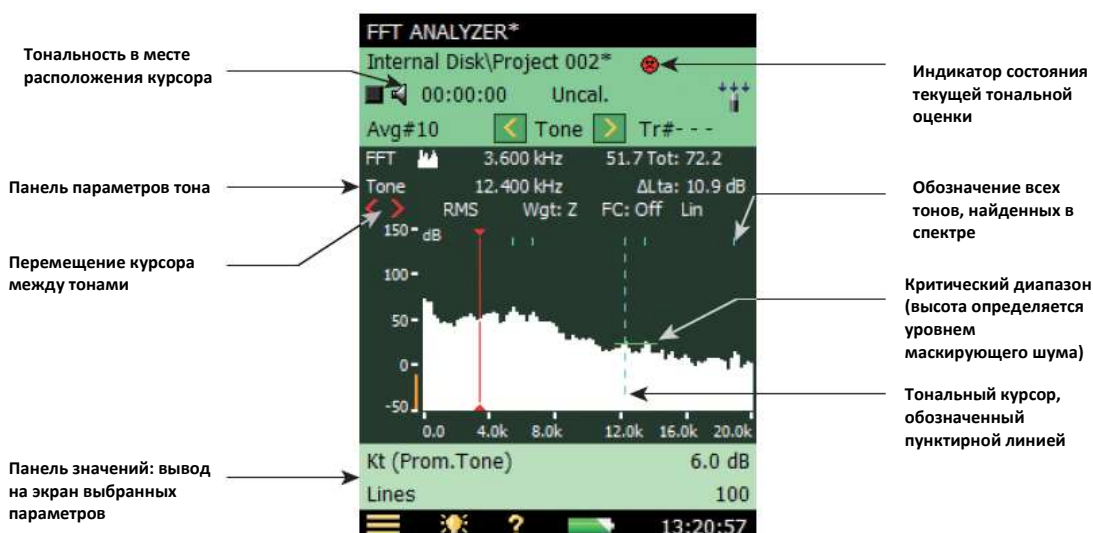 Тональность в месте
расположения курсора
Панель параметров тона
Перемещение курсора
между тонами
Панель значений: вывод
на экран выбранных
параметров
FFT ANALYZER*
Internal Disk\Project 002*
00:00:00 Uncal.
Avg#10 < Tone > Tr#- - -
FFT 3.600 kHz 51.7 Tot: 72.2
Tone 12.400 kHz ΔLta: 10.9 dB
< > RMS Wgt: Z FC: Off Lin
150 dB
100
50
0
-50
0.0 4.0k 8.0k 12.0k 16.0k 20.0k
Kt (Prom.Tone) 6.0 dB
Lines 100
? 13:20:57
Индикатор состояния
текущей тональной
оценки
Обозначение всех
тонов, найденных в
спектре
Критический диапазон
(высота определяется
уровнем
маскирующего шума)
Тональный курсор,
обозначенный
пунктирной линией